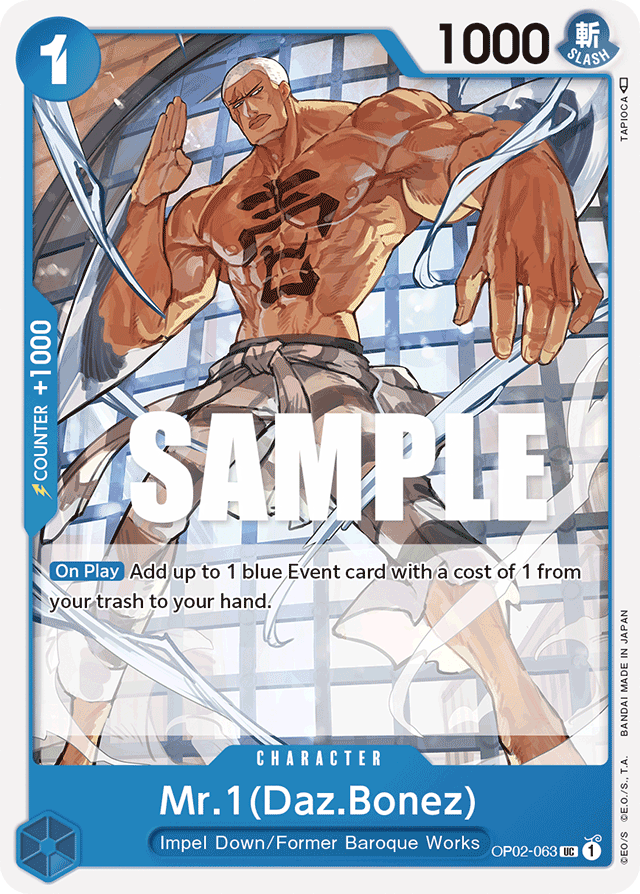 1
1000
斬
SLASH
TAPIOCA
COUNTER +1000
SAMPLE
On Play Add up to 1 blue Event card with a cost of 1 from
your trash to your hand.
CHARACTER
Mr.1(Daz.Bonez)
Impel Down/Former Baroque Works
OP02-063 UC 1
©E.O/S ©E.O./S., T.A. BANDAI MADE IN JAPAN